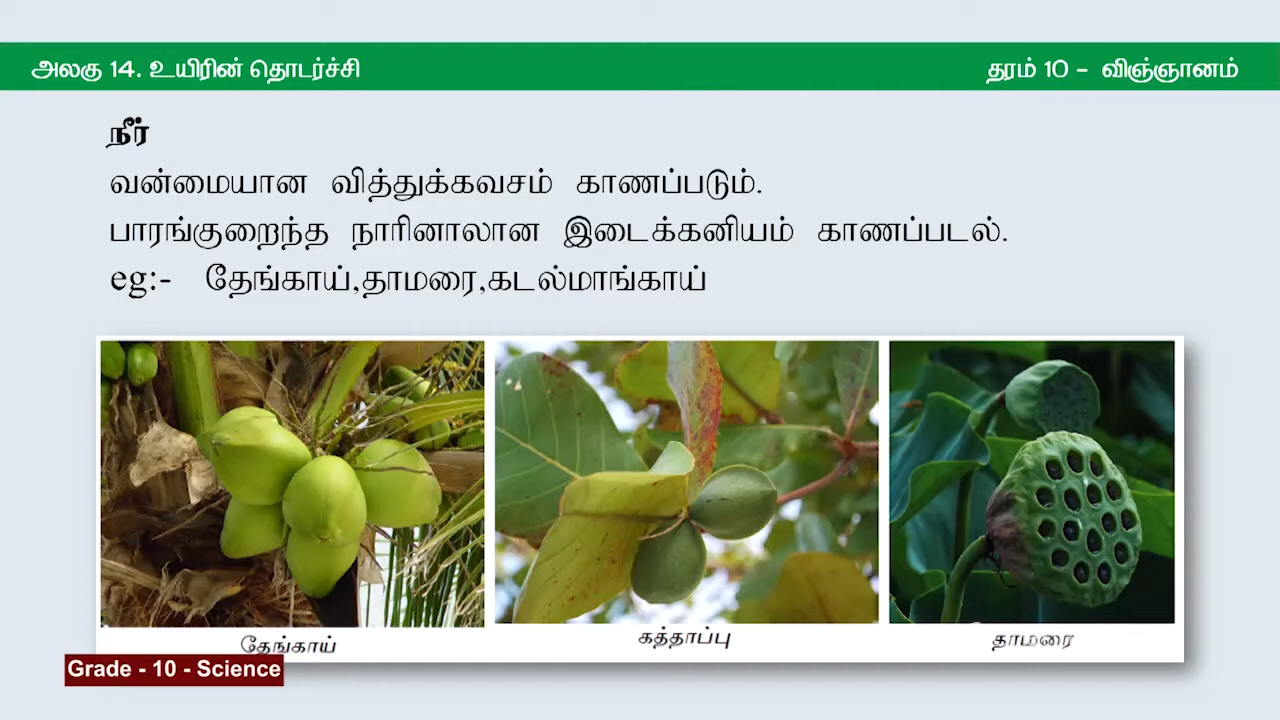 அலகு 14. உயிரின் தொடர்ச்சி
தரம் 10 - விஞ்ஞானம்
நீர்
வன்மையான வித்துக்கவசம் காணப்படும்.
பாரங்குறைந்த நாரினாலான இடைக்கனியம் காணப்படல்.
eg:- தேங்காய்,தாமரை,கடல்மாங்காய்
தேங்காய்
கத்தாப்பு
தாமரை
Grade - 10 - Science